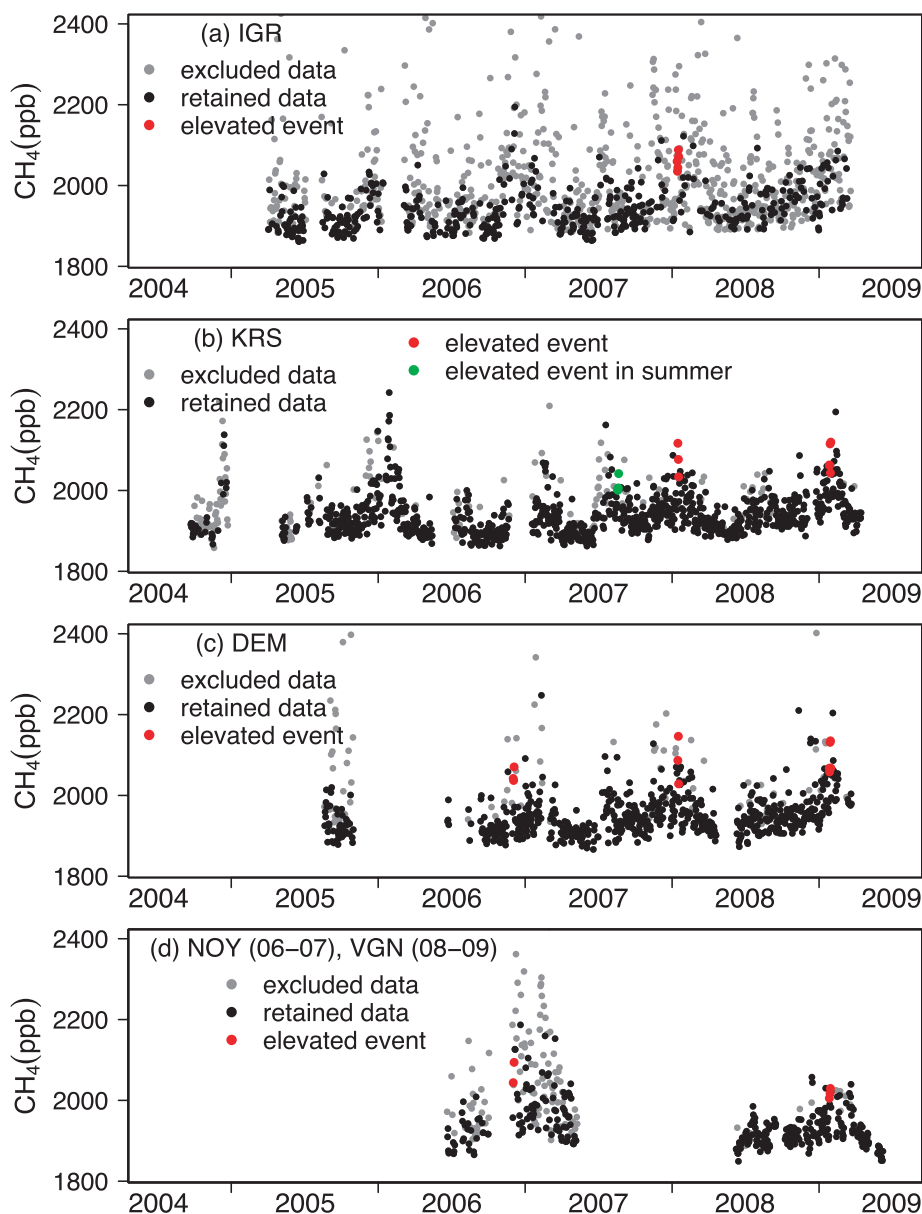 2400
2200
2000
1800
CH4(ppb)
(a) IGR
excluded data
retained data
elevated event
2004 2005 2006 2007 2008 2009
2400
2200
2000
1800
CH4(ppb)
(b) KRS
excluded data
retained data
elevated event
elevated event in summer
2004 2005 2006 2007 2008 2009
2400
2200
2000
1800
CH4(ppb)
(c) DEM
excluded data
retained data
elevated event
2004 2005 2006 2007 2008 2009
2400
2200
2000
1800
CH4(ppb)
(d) NOY (06–07), VGN (08–09)
excluded data
retained data
elevated event
2004 2005 2006 2007 2008 2009